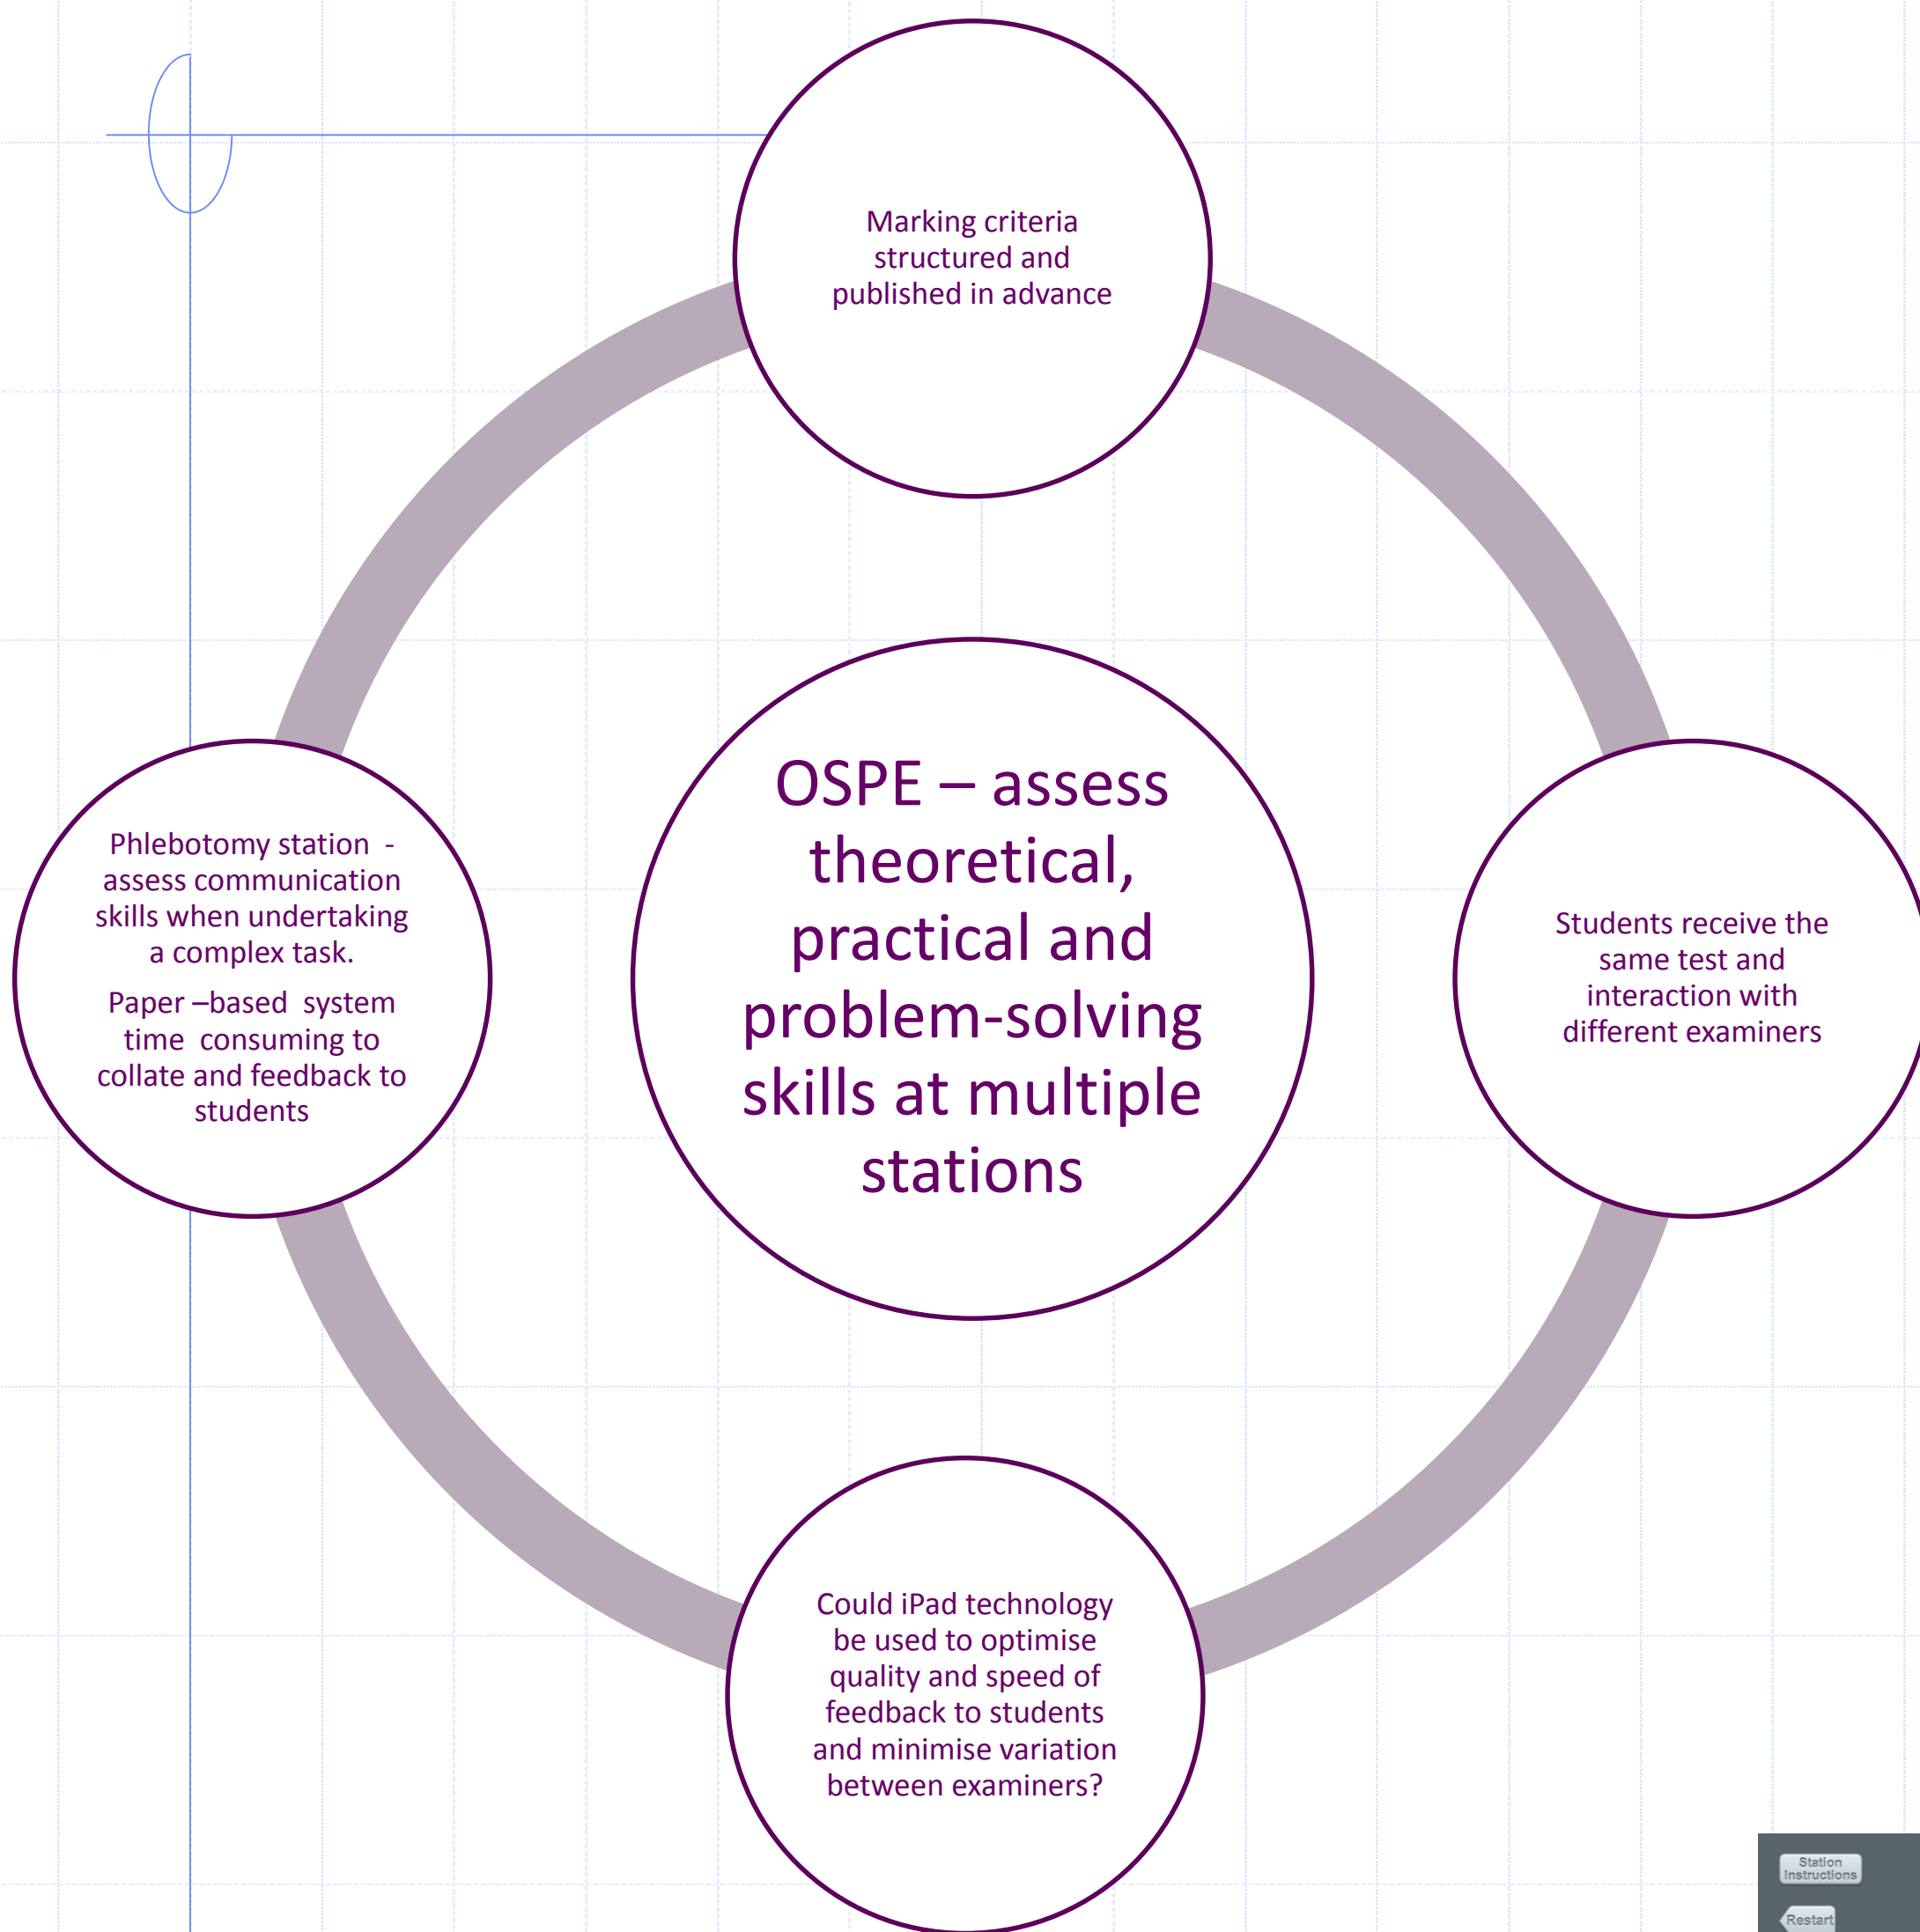 Marking criteria
structured and
published in advance
OSPE – assess
theoretical,
practical and
problem-solving
skills at multiple
stations
Phlebotomy station  -
assess communication
skills when undertaking
a complex task.
Paper –based  system
time  consuming to
collate and feedback to
students
Students receive the
same test and
interaction with
different examiners
Could iPad technology
be used to optimise
quality and speed of
feedback to students
and minimise variation
between examiners?
Station
Instructions
Restart